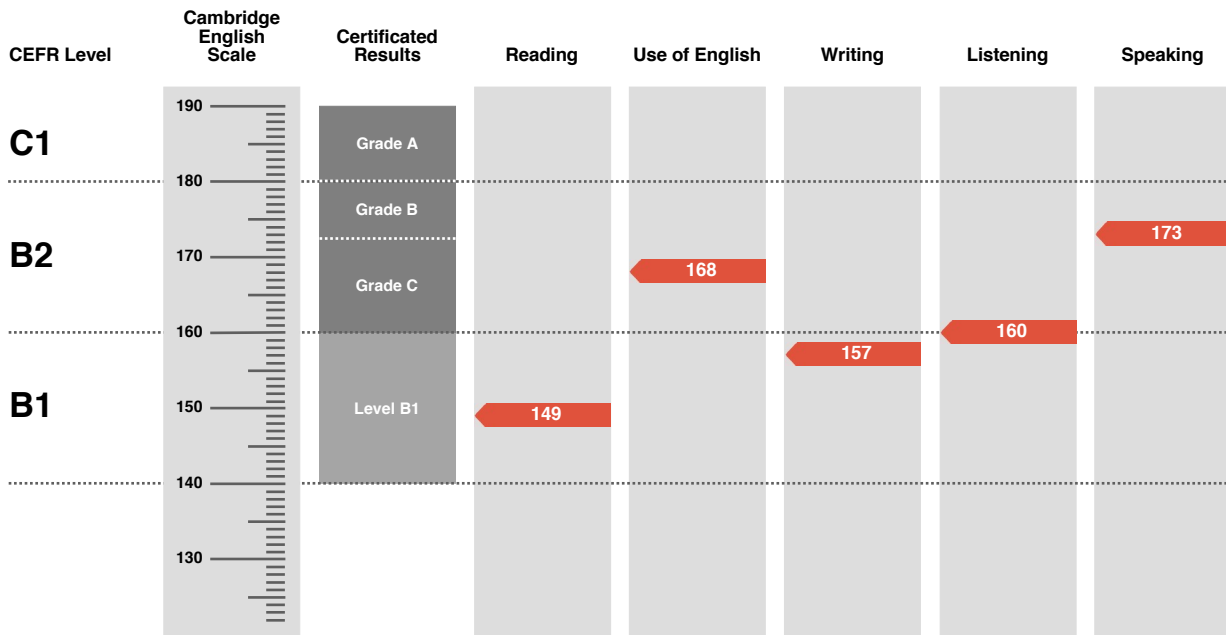 CEFR Level
Cambridge
English
Scale
Certificated
Results
Reading
Use of English
Writing
Listening
Speaking
190
C1
Grade A
180
Grade B
173
B2
170
168
Grade C
160
160
157
B1
150
Level B1
149
140
130